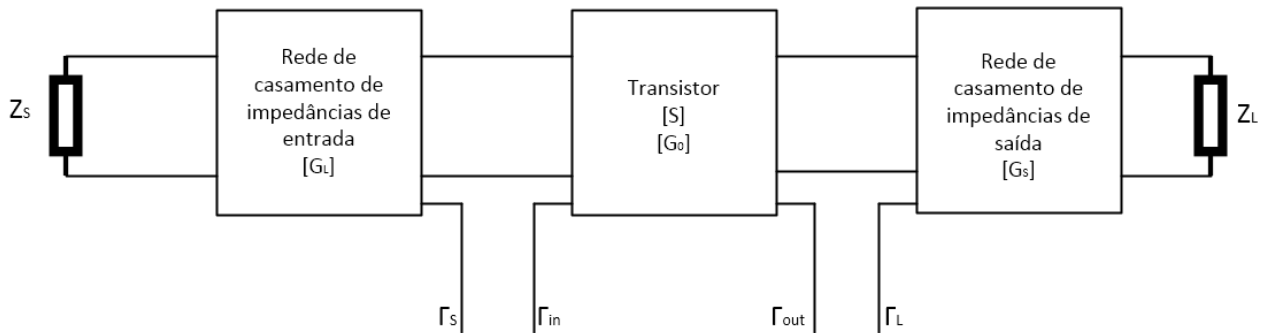 Zs
Rede de
casamento de
impedâncias de
entrada
[GL]
Transistor
[S]
[G₀]
Rede de
casamento de
impedâncias de
saída
[Gs]
ZL
Γs
Γin
Γout
ΓL